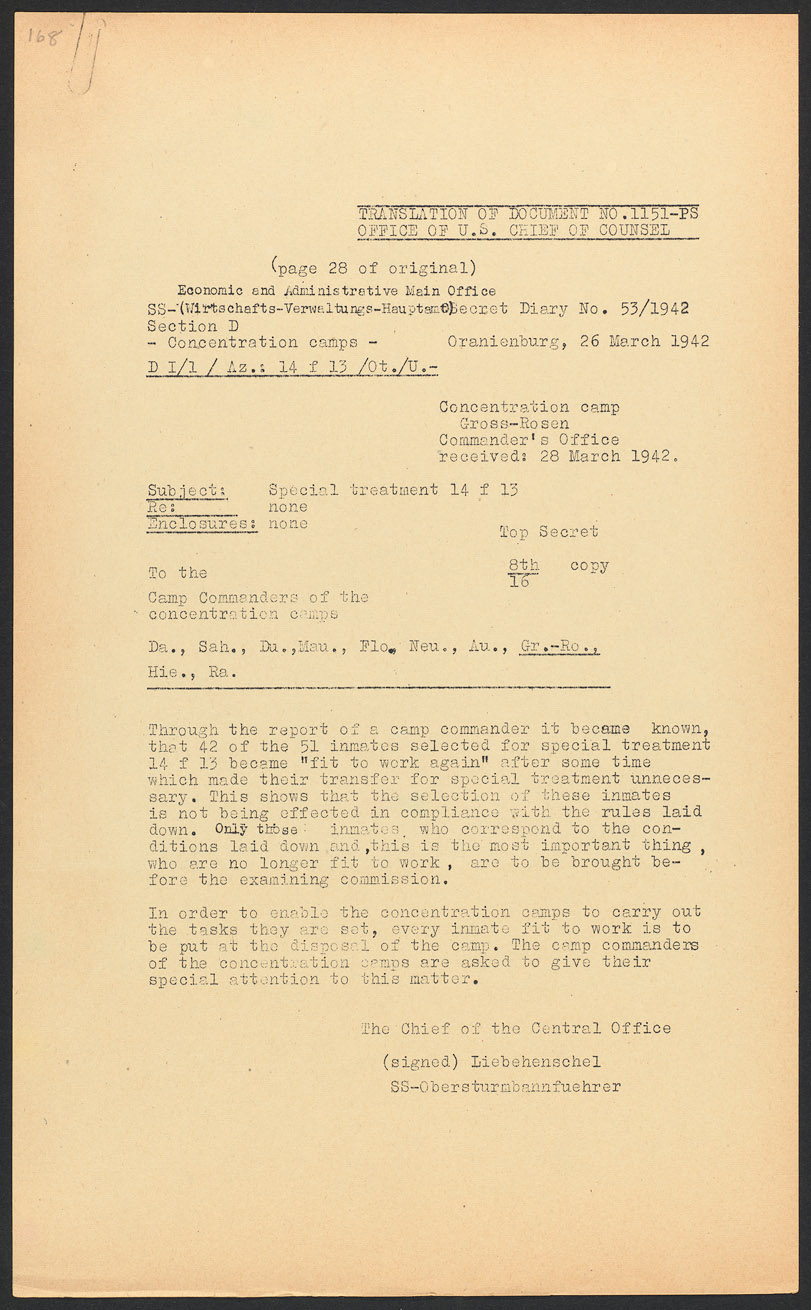 168
TRANSLATION OF DOCUMENT NO.1151-PS
OFFICE OF U.S. CHIEF OF COUNSEL
(page 28 of original)
Economic and Administrative Main Office
SS-(Wirtschafts-Verwaltungs-Hauptamt)Secret Diary No. 53/1942
Section D
- Concentration camps - Oranienburg, 26 March 1942
D I/1 / Az.: 14 f 13 /Ot./U.-
Concentration camp
Gross-Rosen
Commander's Office
received: 28 March 1942.
Subject: Special treatment 14 f 13
Re: none
Enclosures: none
Top Secret
8th copy
16
To the
Camp Commanders of the
concentration camps
Da., Sah., Bu.,Mau., Flo., Neu., Au., Gr.-Ro.,
Hie., Ra.
Through the report of a camp commander it became known,
that 42 of the 51 inmates selected for special treatment
14 f 13 became "fit to work again" after some time
which made their transfer for special treatment unneces-
sary. This shows that the selection of these inmates
is not being effected in compliance with the rules laid
down. Only those inmates who correspond to the con-
ditions laid down and ,this is the most important thing ,
who are no longer fit to work , are to be brought be-
fore the examining commission.
In order to enable the concentration camps to carry out
the tasks they are set, every inmate fit to work is to
be put at the disposal of the camp. The camp commanders
of the concentration camps are asked to give their
special attention to this matter.
The Chief of the Central Office
(signed) Liebehenschel
SS-Obersturmbannfuehrer